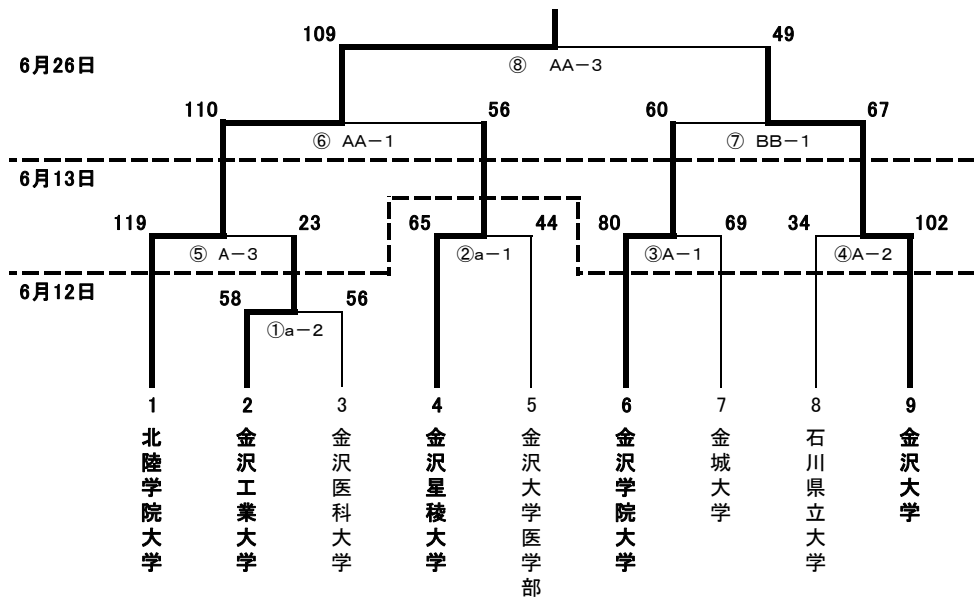 109
49
6月26日
⑧ AA-3
110
56
60
67
⑥ AA-1
⑦ BB-1
6月13日
119
23
65
44
80
69
34
102
⑤ A-3
②a-1
③A-1
④A-2
6月12日
58
56
①a-2
1
2
3
4
5
6
7
8
9
北陸学院大学
金沢工業大学
金沢医科大学
金沢星稜大学
金沢大学医学部
金沢学院大学
金城大学
石川県立大学
金沢大学